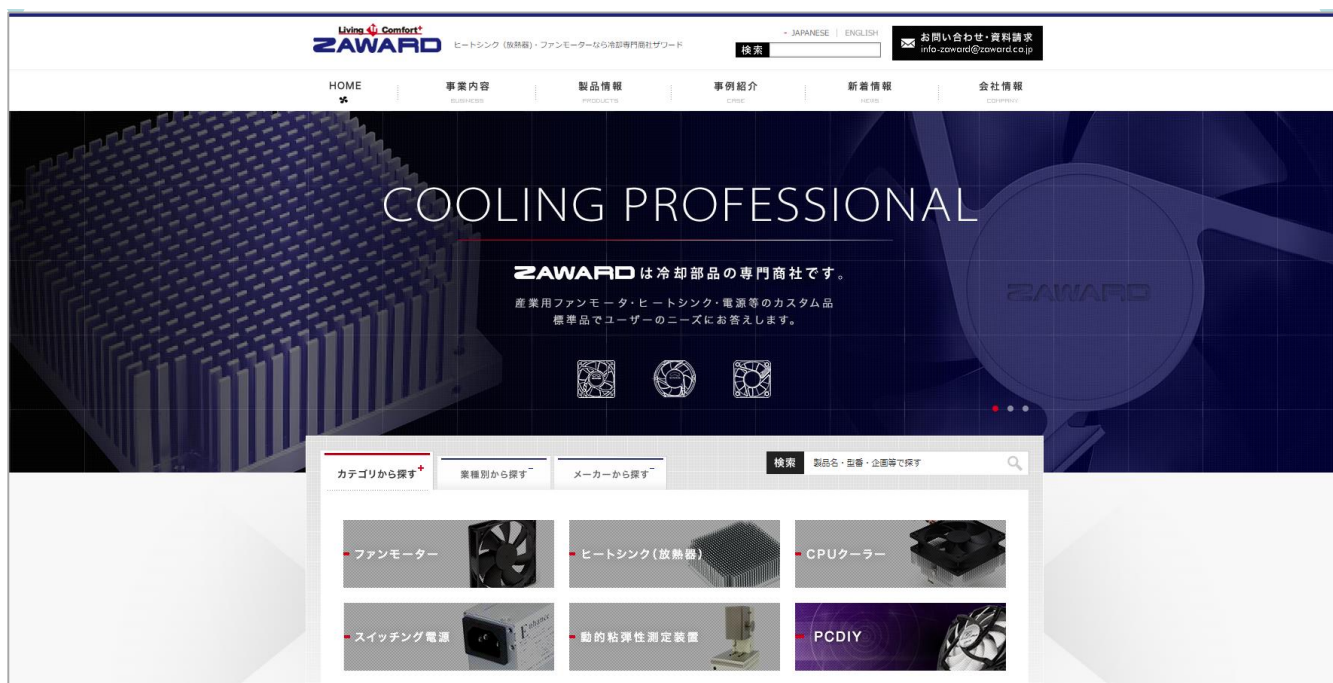 Living Comfort+
ZAWARD
ヒートシンク (放熱器)・ファンモーターなら冷却専門商社ザワード
- JAPANESE | ENGLISH
検索
お問い合わせ・資料請求
info-zaward@zaward.co.jp
HOME 事業内容 製品情報 事例紹介 新着情報 会社情報
BUSINESS PRODUCTS CASE NEWS COMPANY
COOLING PROFESSIONAL
ZAWARDは冷却部品の専門商社です。
産業用ファンモータ・ヒートシンク・電源等のカスタム品
標準品でユーザーのニーズにお答えします。
ZAWARD
カテゴリから探す+ 業種別から探す- メーカーから探す-
検索 製品名・型番・企画等で探す
ファンモーター
ヒートシンク(放熱器)
CPUクーラー
スイッチング電源
Enhance
動的粘弾性測定装置
PCDIY